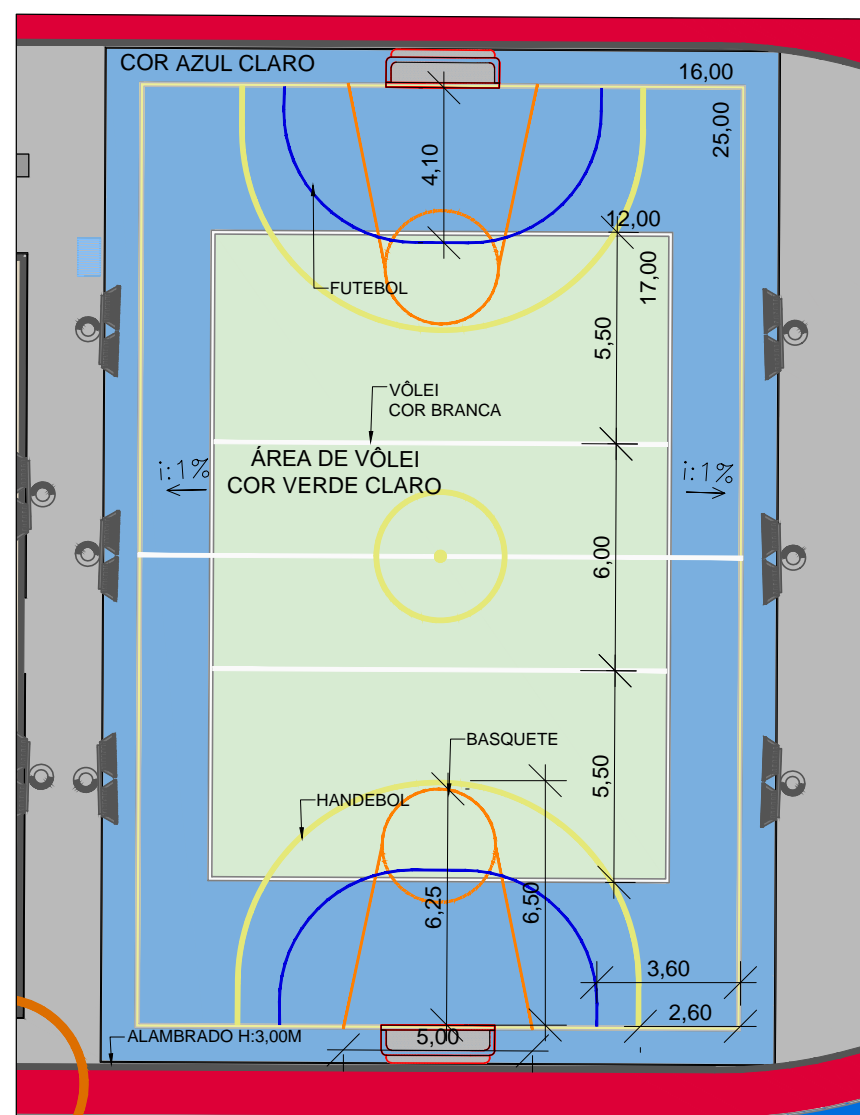 COR AZUL CLARO
16,00
25,00
4,10
12,00
17,00
FUTEBOL
5,50
VÔLEI
COR BRANCA
ÁREA DE VÔLEI
COR VERDE CLARO
i:1%
i:1%
6,00
BASQUETE
5,50
HANDEBOL
6,25
6,50
3,60
2,60
ALAMBRADO H:3,00M
5,00